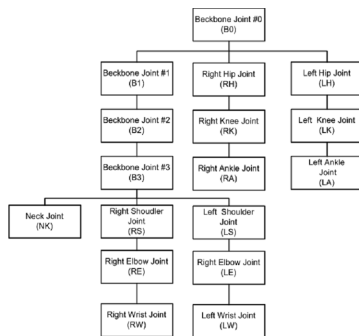 Beckbone Joint #0
(B0)
Beckbone Joint #1
(B1)
Right Hip Joint
(RH)
Left Hip Joint
(LH)
Beckbone Joint #2
(B2)
Right Knee Joint
(RK)
Left Knee Joint
(LK)
Beckbone Joint #3
(B3)
Right Ankle Joint
(RA)
Left Ankle
Joint
(LA)
Neck Joint
(NK)
Right Shoudler
Joint
(RS)
Left Shoulder
Joint
(LS)
Right Elbow Joint
(RE)
Right Elbow Joint
(LE)
Right Wrist Joint
(RW)
Left Wrist Joint
(LW)